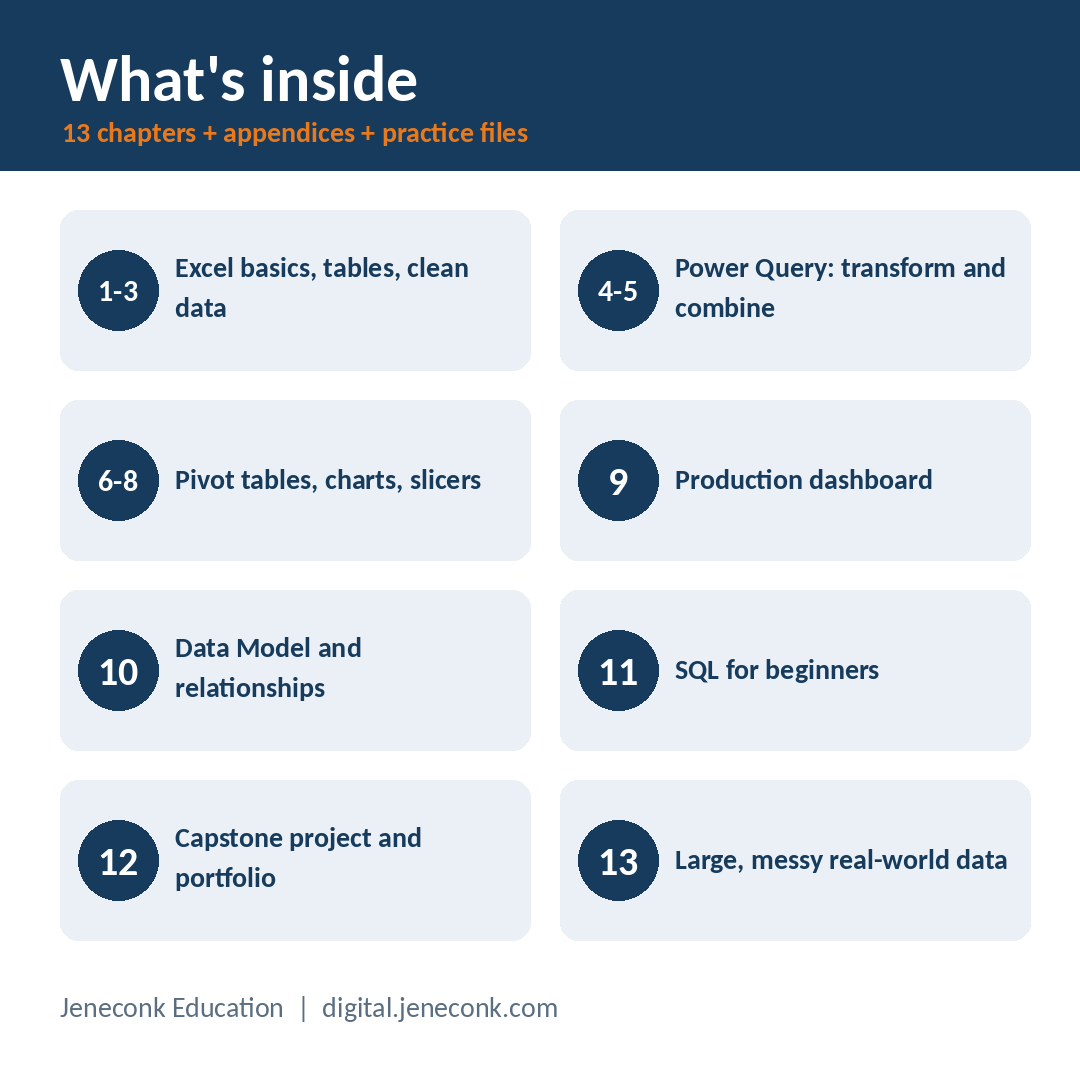 What's inside
13 chapters + appendices + practice files
1-3
Excel basics, tables, clean
data
4-5
Power Query: transform and
combine
6-8
Pivot tables, charts, slicers
9
Production dashboard
10
Data Model and
relationships
11
SQL for beginners
12
Capstone project and
portfolio
13
Large, messy real-world data
Jeneconk Education | digital.jeneconk.com